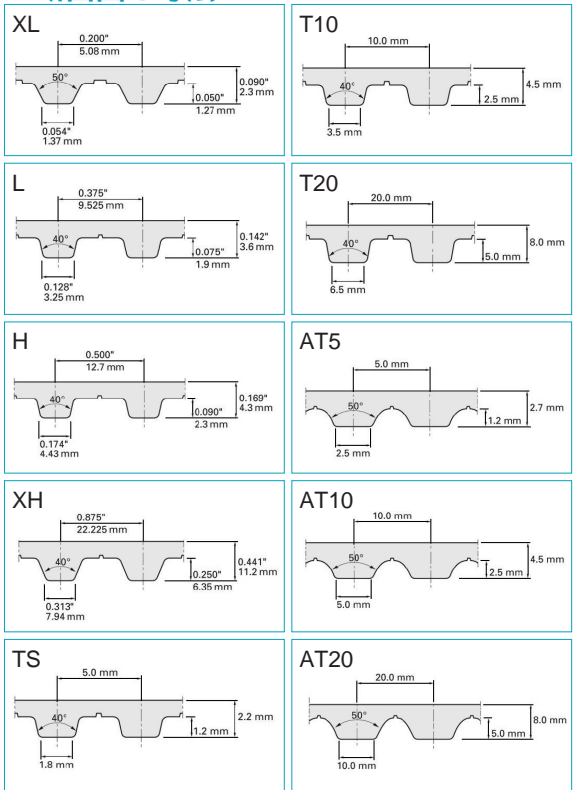 XL
0.200"
5.08 mm
50°
0.090"
2.3 mm
0.050"
1.27 mm
0.054"
1.37 mm
T10
10.0 mm
40°
4.5 mm
2.5 mm
3.5 mm
L
0.375"
9.525 mm
40°
0.142"
3.6 mm
0.075"
1.9 mm
0.128"
3.25 mm
T20
20.0 mm
40°
8.0 mm
5.0 mm
6.5 mm
H
0.500"
12.7 mm
40°
0.169"
4.3 mm
0.090"
2.3 mm
0.174"
4.43 mm
AT5
5.0 mm
50°
2.7 mm
1.2 mm
2.5 mm
XH
0.875"
22.225 mm
40°
0.441"
11.2 mm
0.250"
6.35 mm
0.313"
7.94 mm
AT10
10.0 mm
50°
4.5 mm
2.5 mm
5.0 mm
TS
5.0 mm
40°
2.2 mm
1.2 mm
1.8 mm
AT20
20.0 mm
50°
8.0 mm
5.0 mm
10.0 mm